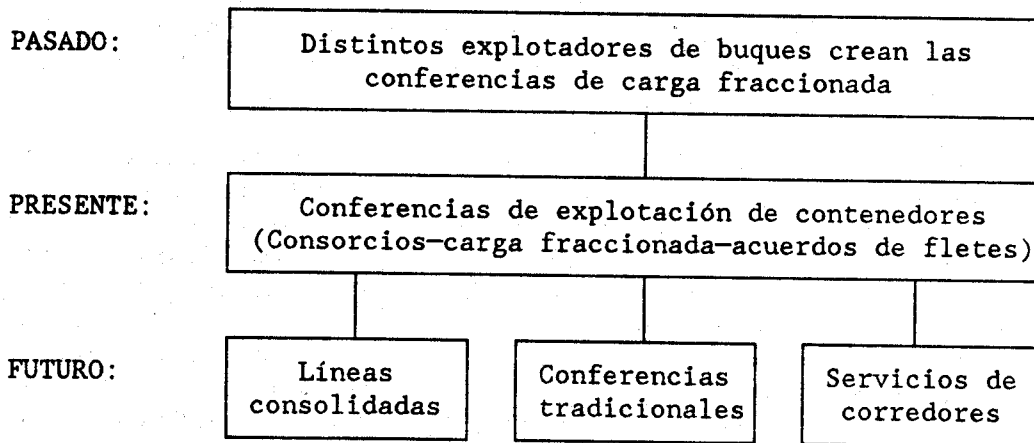 PASADO:
Distintos explotadores de buques crean las
conferencias de carga fraccionada
PRESENTE:
Conferencias de explotación de contenedores
(Consorcios—carga fraccionada—acuerdos de fletes)
FUTURO:
Líneas
consolidadas
Conferencias
tradicionales
Servicios de
corredores